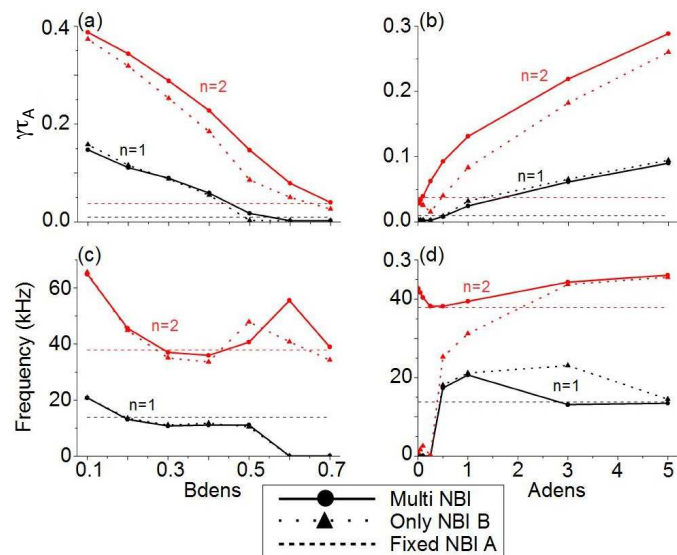 (a)
(b)
0.4
0.2
0.0
γτ_A
n=2
n=1
0.3
0.2
0.1
0.0
n=2
n=1
(c)
(d)
60
40
20
0
Frequency (kHz)
n=2
n=1
0.3
40
20
0
n=2
n=1
0.1 0.2 0.3 0.4 0.5 0.6 0.7
0 1 2 3 4 5
Bdens
Adens
Multi NBI
Only NBI B
Fixed NBI A